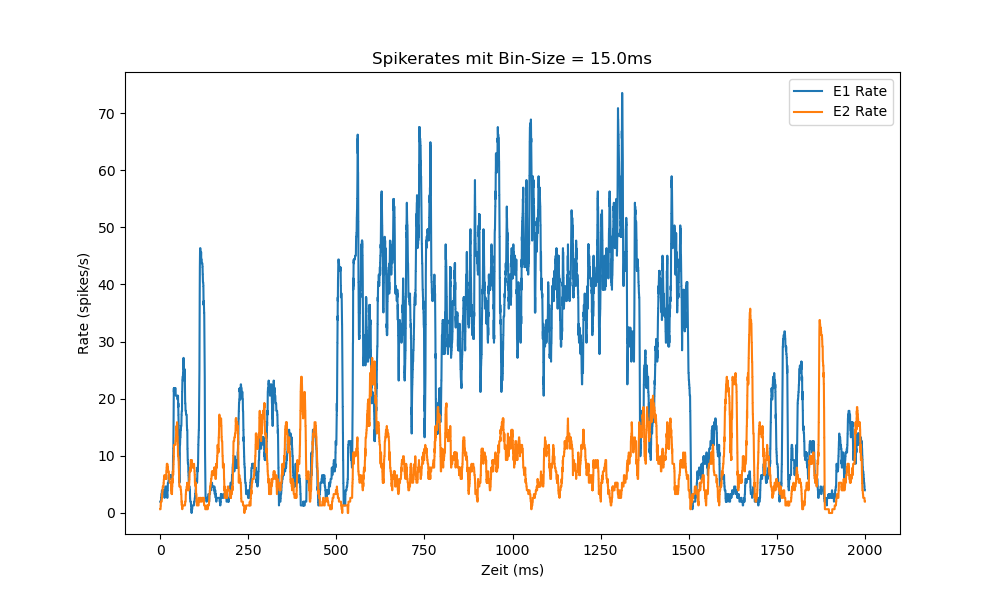 Spikerates mit Bin-Size = 15.0ms
E1 Rate
E2 Rate
Rate (spikes/s)
70
60
50
40
30
20
10
0
0 250 500 750 1000 1250 1500 1750 2000
Zeit (ms)